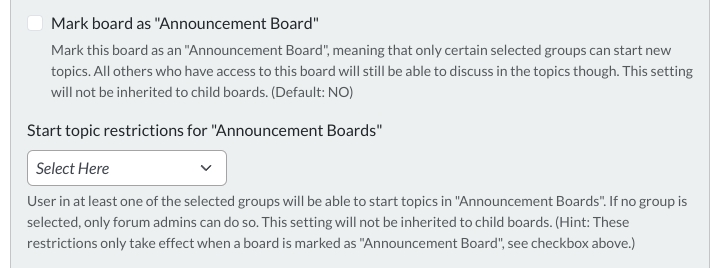 Mark board as "Announcement Board"
Mark this board as an "Announcement Board", meaning that only certain selected groups can start new
topics. All others who have access to this board will still be able to discuss in the topics though. This setting
will not be inherited to child boards. (Default: NO)
Start topic restrictions for "Announcement Boards"
Select Here
User in at least one of the selected groups will be able to start topics in "Announcement Boards". If no group is
selected, only forum admins can do so. This setting will not be inherited to child boards. (Hint: These
restrictions only take effect when a board is marked as "Announcement Board", see checkbox above.)